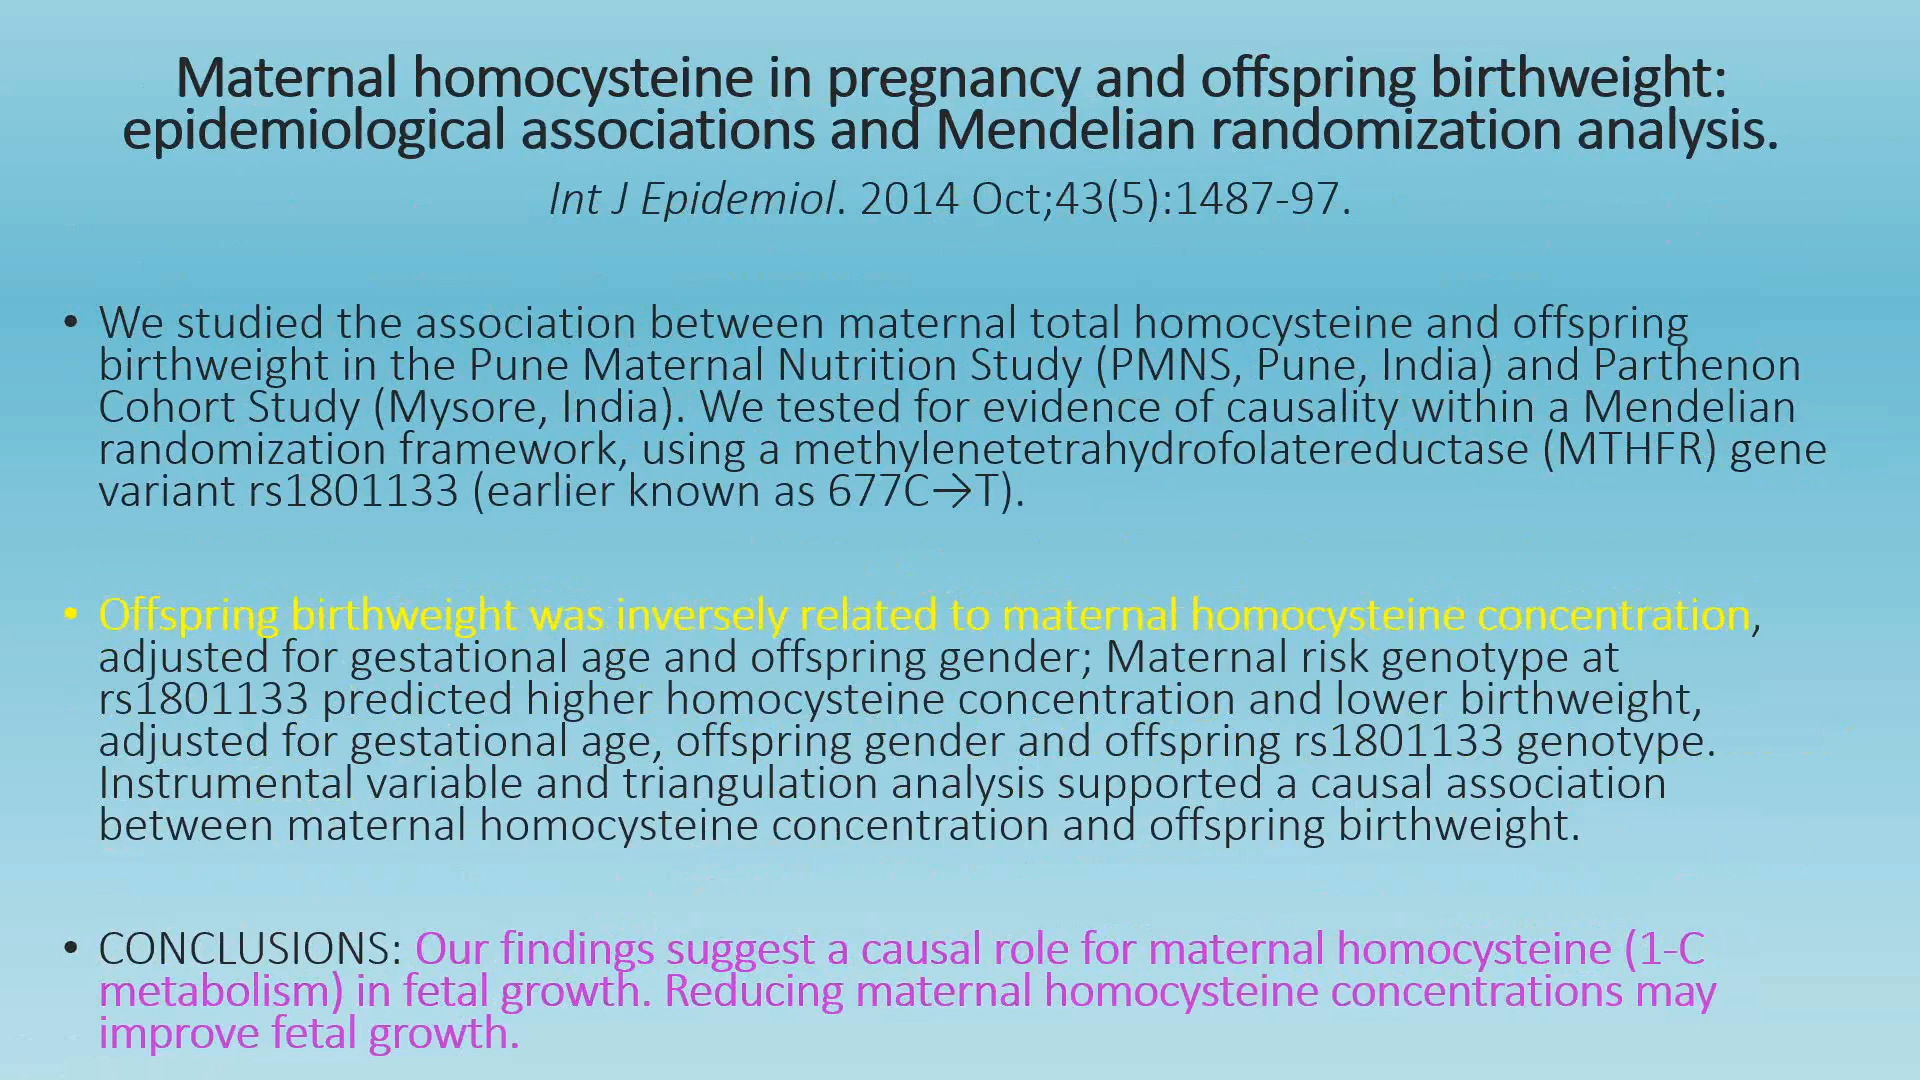 Maternal homocysteine in pregnancy and offspring birthweight:
epidemiological associations and Mendelian randomization analysis.
Int J Epidemiol. 2014 Oct;43(5):1487-97.
• We studied the association between maternal total homocysteine and offspring
birthweight in the Pune Maternal Nutrition Study (PMNS, Pune, India) and Parthenon
Cohort Study (Mysore, India). We tested for evidence of causality within a Mendelian
randomization framework, using a methylenetetrahydrofolatereductase (MTHFR) gene
variant rs1801133 (earlier known as 677C→T).
• Offspring birthweight was inversely related to maternal homocysteine concentration,
adjusted for gestational age and offspring gender; Maternal risk genotype at
rs1801133 predicted higher homocysteine concentration and lower birthweight,
adjusted for gestational age, offspring gender and offspring rs1801133 genotype.
Instrumental variable and triangulation analysis supported a causal association
between maternal homocysteine concentration and offspring birthweight.
• CONCLUSIONS: Our findings suggest a causal role for maternal homocysteine (1-C
metabolism) in fetal growth. Reducing maternal homocysteine concentrations may
improve fetal growth.